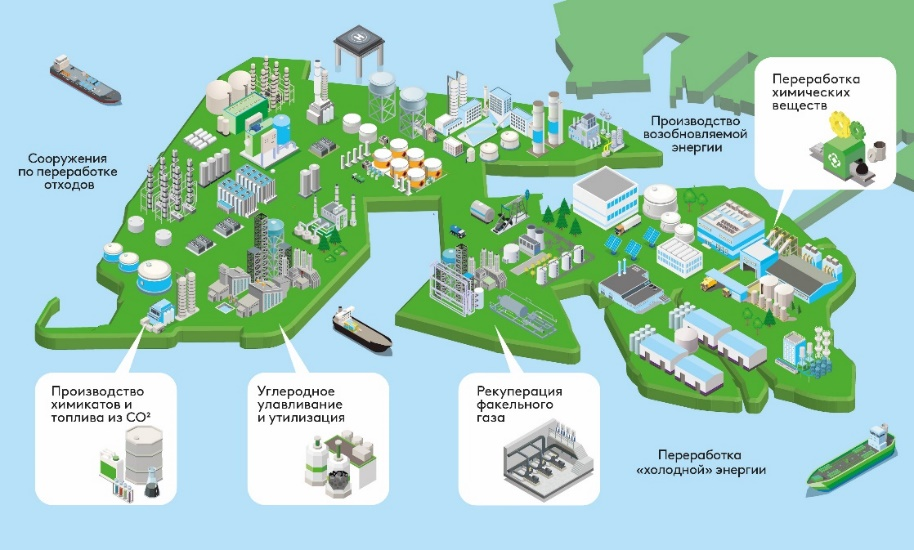 Переработка
химических
веществ
Производство
возобновляемой
энергии
Сооружения
по переработке
отходов
H
Производство
химикатов и
топлива из CO²
Углеродное
улавливание
и утилизация
Рекуперация
факельного
газа
Переработка
«холодной» энергии